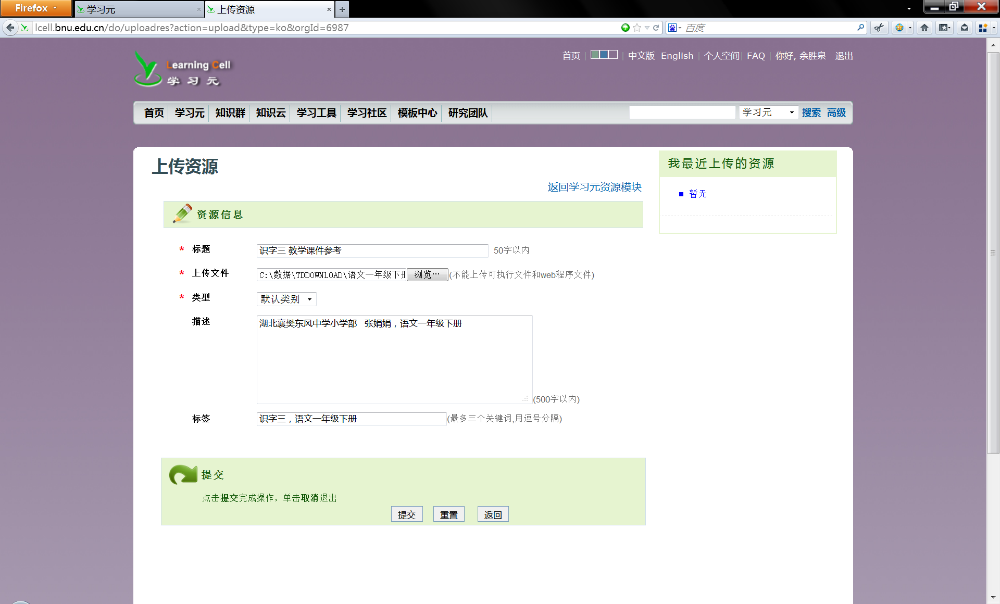 Firefox
学习元
上传资源
lcell.bnu.edu.cn/do/uploadres?action=upload&type=ko&orgId=6987
百度
Learning Cell
学习元
首页 | | 中文版 English | 个人空间 | FAQ | 你好, 余胜泉 退出
首页 学习元 知识群 知识云 学习工具 学习社区 模板中心 研究团队
学习元 搜索 高级
上传资源
返回学习元资源模块
资源信息
* 标题 识字三 教学课件参考 50字以内
* 上传文件 C:\数据\TDDOWNLOAD\语文一年级下册 浏览… (不能上传可执行文件和web程序文件)
* 类型 默认类别
描述 湖北襄樊东风中学小学部 张娟娟，语文一年级下册
(500字以内)
标签 识字三，语文一年级下册 (最多三个关键词,用逗号分隔)
提交
点击提交完成操作，单击取消退出
提交 重置 返回
我最近上传的资源
暂无